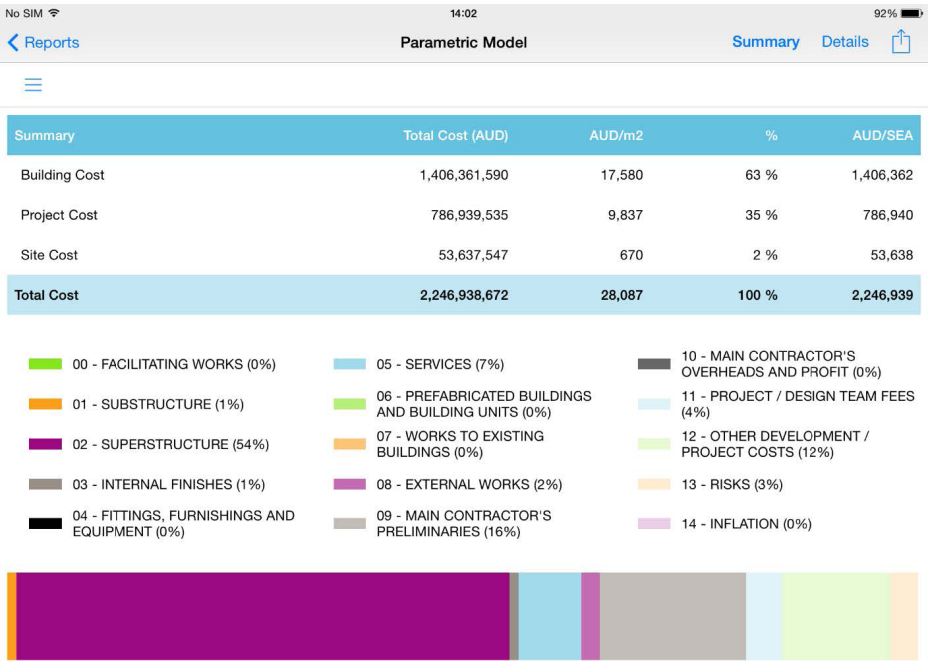 No SIM 14:02 92%
Reports Parametric Model Summary Details
Summary Total Cost (AUD) AUD/m2 % AUD/SEA
Building Cost 1,406,361,590 17,580 63 % 1,406,362
Project Cost 786,939,535 9,837 35 % 786,940
Site Cost 53,637,547 670 2 % 53,638
Total Cost 2,246,938,672 28,087 100 % 2,246,939
00 - FACILITATING WORKS (0%)
01 - SUBSTRUCTURE (1%)
02 - SUPERSTRUCTURE (54%)
03 - INTERNAL FINISHES (1%)
04 - FITTINGS, FURNISHINGS AND
EQUIPMENT (0%)
05 - SERVICES (7%)
06 - PREFABRICATED BUILDINGS
AND BUILDING UNITS (0%)
07 - WORKS TO EXISTING
BUILDINGS (0%)
08 - EXTERNAL WORKS (2%)
09 - MAIN CONTRACTOR'S
PRELIMINARIES (16%)
10 - MAIN CONTRACTOR'S
OVERHEADS AND PROFIT (0%)
11 - PROJECT / DESIGN TEAM FEES
(4%)
12 - OTHER DEVELOPMENT /
PROJECT COSTS (12%)
13 - RISKS (3%)
14 - INFLATION (0%)